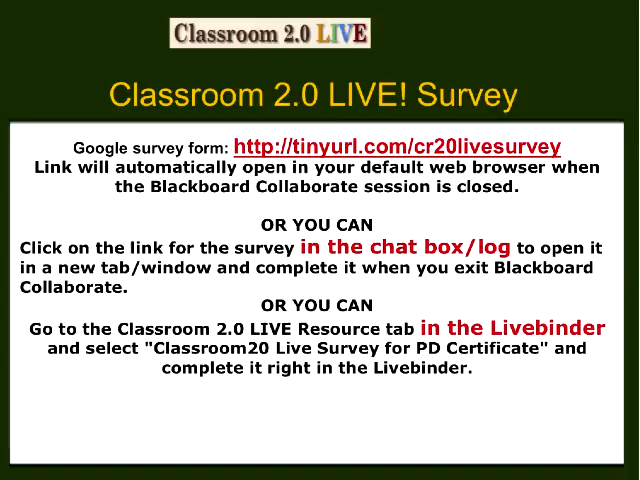 Classroom 2.0 LIVE
Classroom 2.0 LIVE! Survey
Google survey form: http://tinyurl.com/cr20livesurvey
Link will automatically open in your default web browser when
the Blackboard Collaborate session is closed.
OR YOU CAN
Click on the link for the survey in the chat box/log to open it
in a new tab/window and complete it when you exit Blackboard
Collaborate.
OR YOU CAN
Go to the Classroom 2.0 LIVE Resource tab in the Livebinder
and select "Classroom20 Live Survey for PD Certificate" and
complete it right in the Livebinder.